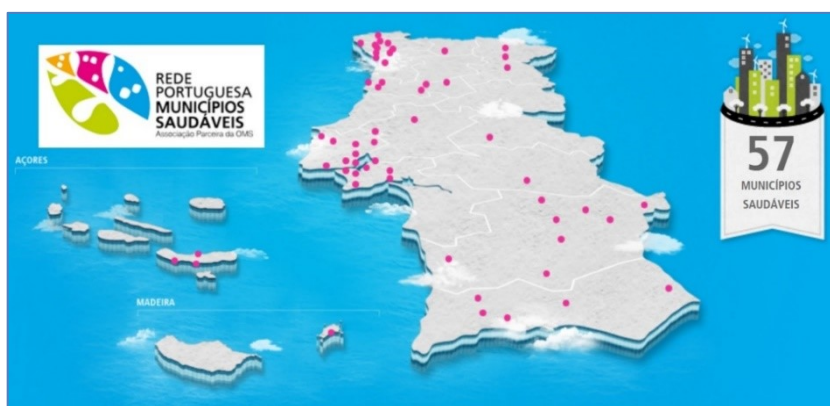 REDE
PORTUGUESA
MUNICÍPIOS
SAUDÁVEIS
Associação Parceira da OMS
AÇORES
MADEIRA
57
MUNICÍPIOS
SAUDÁVEIS